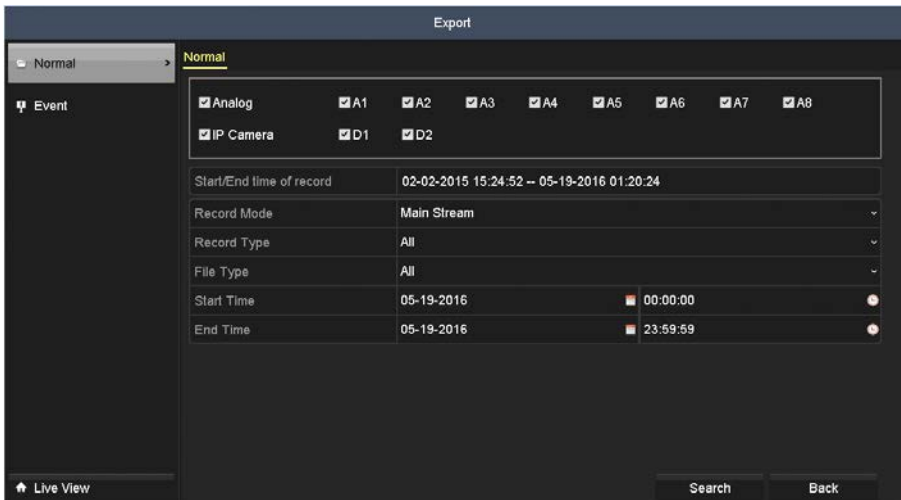 Export
Normal
Event
Normal
Analog A1 A2 A3 A4 A5 A6 A7 A8
IP Camera D1 D2
Start/End time of record 02-02-2015 15:24:52 -- 05-19-2016 01:20:24
Record Mode Main Stream
Record Type All
File Type All
Start Time 05-19-2016 00:00:00
End Time 05-19-2016 23:59:59
Live View Search Back